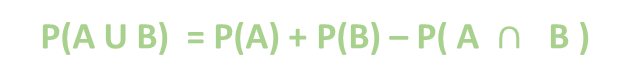 P(A U B) = P(A) + P(B) – P( A ∩ B )